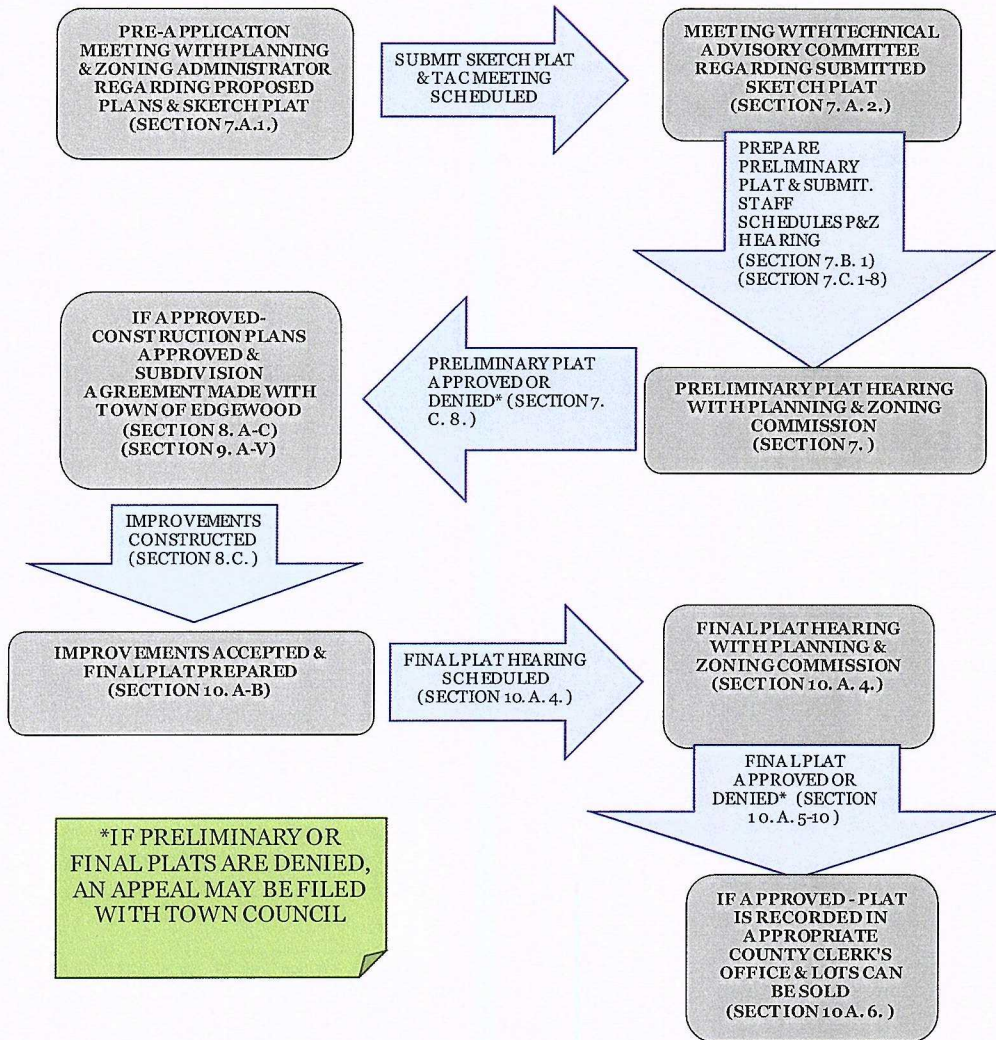 PRE-APPLICATION
MEETING WITH PLANNING
& ZONING ADMINISTRATOR
REGARDING PROPOSED
PLANS & SKETCH PLAT
(SECTION 7.A.1.)
SUBMIT SKETCH PLAT
& TAC MEETING
SCHEDULED
MEETING WITH TECHNICAL
ADVISORY COMMITTEE
REGARDING SUBMITTED
SKETCH PLAT
(SECTION 7. A. 2.)
PREPARE
PRELIMINARY
PLAT & SUBMIT.
STAFF
SCHEDULES P&Z
HEARING
(SECTION 7.B. 1)
(SECTION 7.C. 1-8)
PRELIMINARY PLAT HEARING
WITH PLANNING & ZONING
COMMISSION
(SECTION 7. )
PRELIMINARY PLAT
APPROVED OR
DENIED* (SECTION 7.
C. 8. )
IF APPROVED-
CONSTRUCTION PLANS
APPROVED &
SUBDIVISION
AGREEMENT MADE WITH
TOWN OF EDGEWOOD
(SECTION 8. A-C)
(SECTION 9. A-V)
IMPROVEMENTS
CONSTRUCTED
(SECTION 8.C. )
IMPROVEMENTS ACCEPTED &
FINAL PLAT PREPARED
(SECTION 10. A-B)
FINAL PLAT HEARING
SCHEDULED
(SECTION 10. A. 4. )
FINAL PLAT HEARING
WITH PLANNING &
ZONING COMMISSION
(SECTION 10. A. 4.)
FINAL PLAT
APPROVED OR
DENIED* (SECTION
10. A. 5-10 )
IF APPROVED - PLAT
IS RECORDED IN
APPROPRIATE
COUNTY CLERK'S
OFFICE & LOTS CAN
BE SOLD
(SECTION 10 A. 6. )
*IF PRELIMINARY OR
FINAL PLATS ARE DENIED,
AN APPEAL MAY BE FILED
WITH TOWN COUNCIL